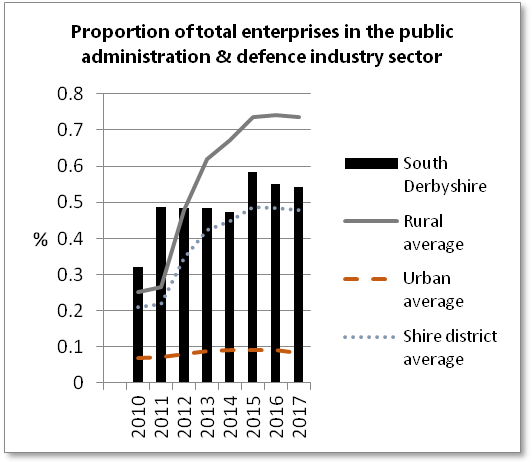 Proportion of total enterprises in the public
administration & defence industry sector
0.8
0.7
0.6
0.5
0.4
0.3
0.2
0.1
0
%
2010
2011
2012
2013
2014
2015
2016
2017
South
Derbyshire
Rural
average
Urban
average
Shire district
average